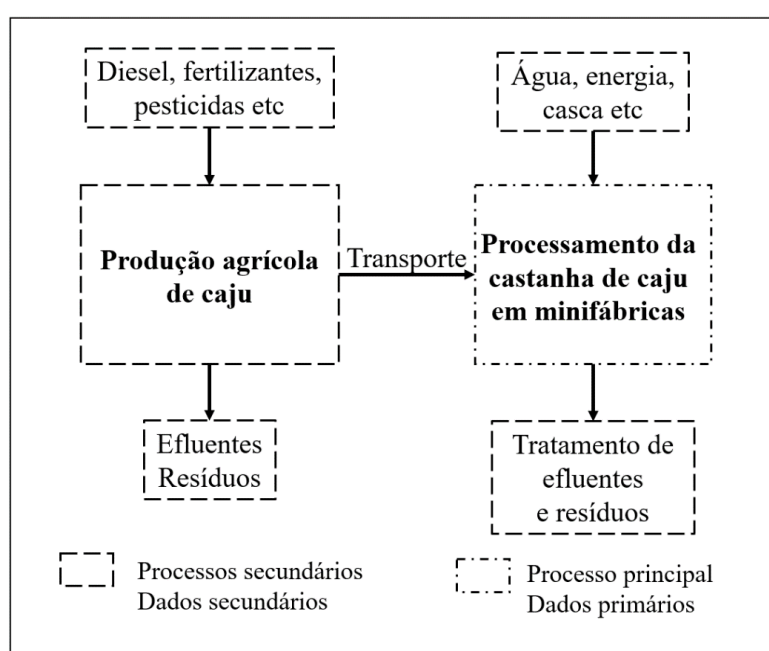 Diesel, fertilizantes,
pesticidas etc
Água, energia,
casca etc
Produção agrícola
de caju
Transporte
Processamento da
castanha de caju
em minifábricas
Efluentes
Resíduos
Tratamento de
efluentes
e resíduos
Processos secundários
Dados secundários
Processo principal
Dados primários